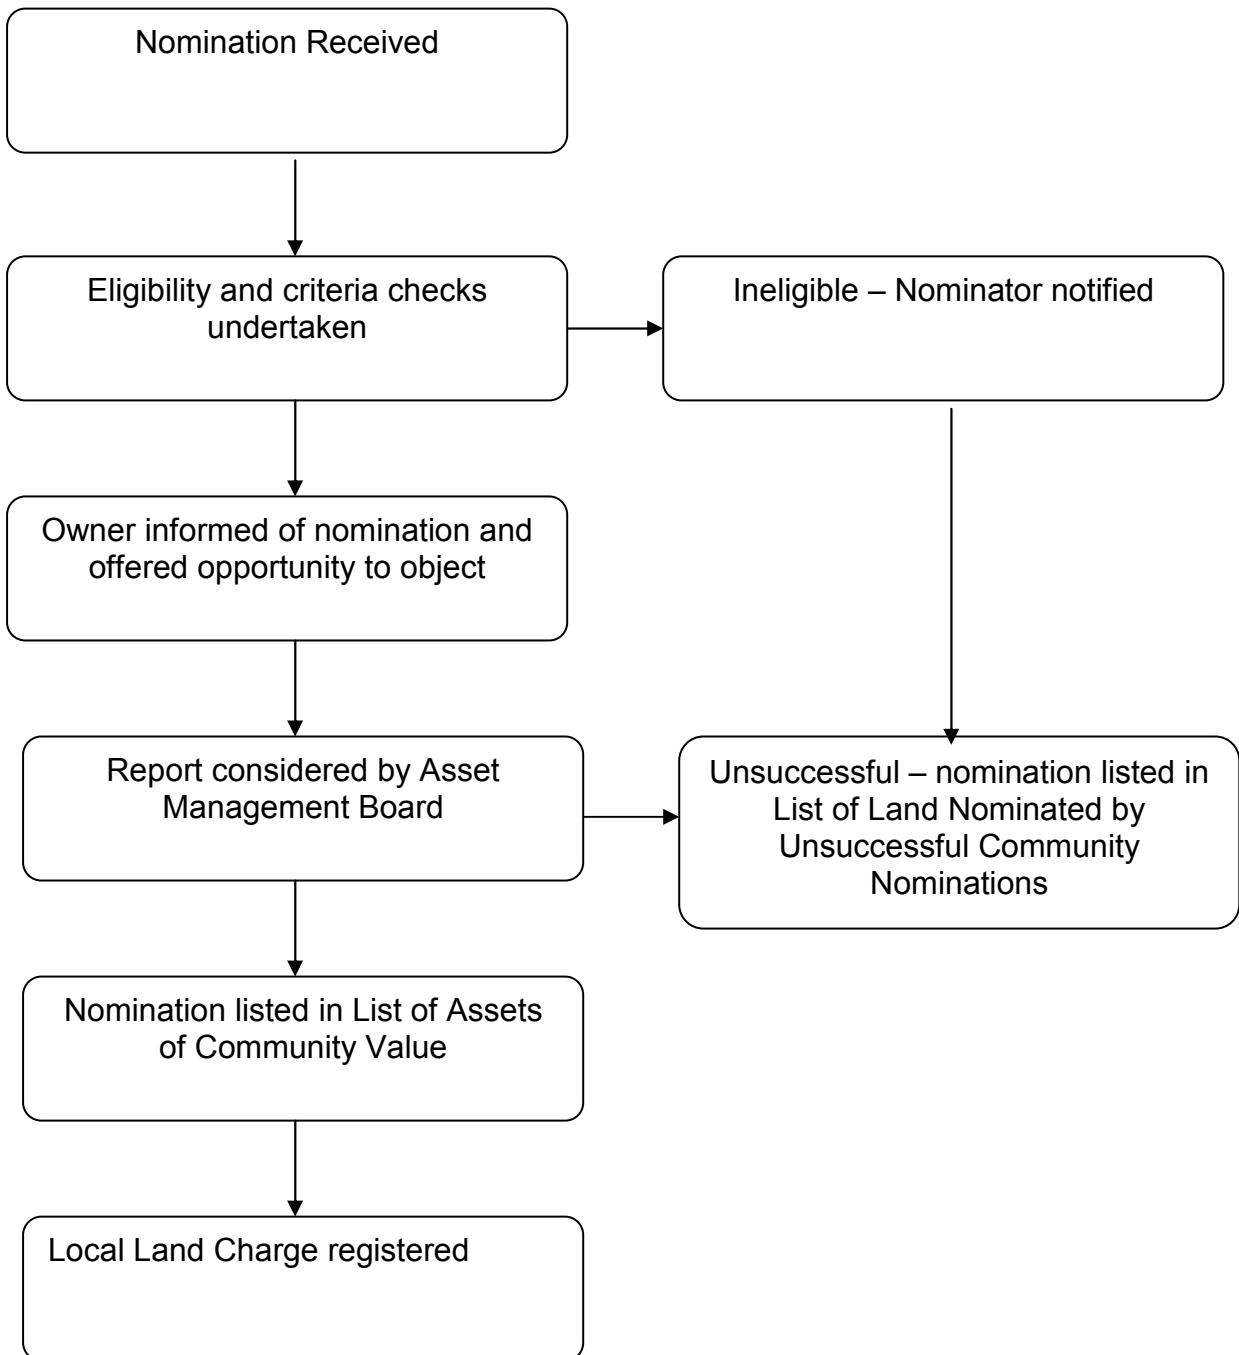 Nomination Received
Eligibility and criteria checks
undertaken
Ineligible – Nominator notified
Owner informed of nomination and
offered opportunity to object
Report considered by Asset
Management Board
Unsuccessful – nomination listed in
List of Land Nominated by
Unsuccessful Community
Nominations
Nomination listed in List of Assets
of Community Value
Local Land Charge registered